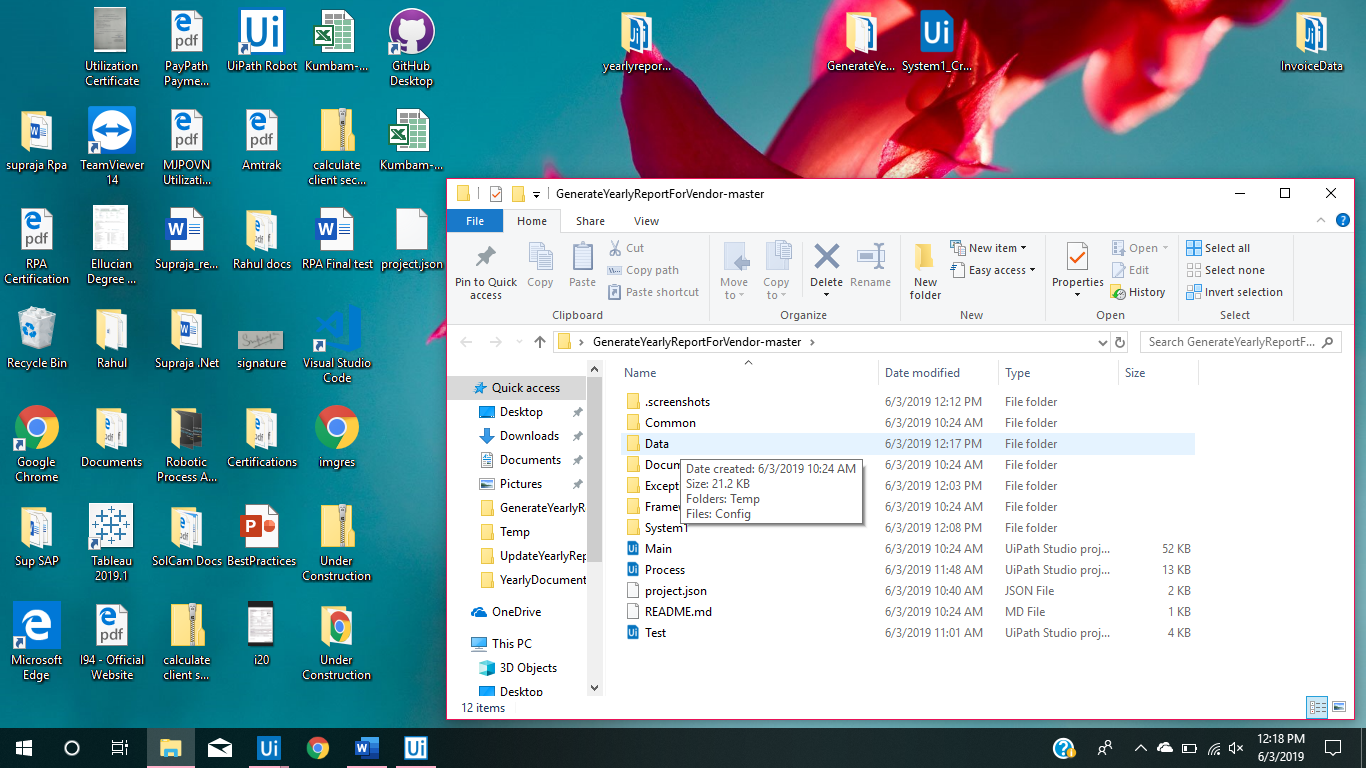 Utilization
Certificate
PayPath
Payme...
UiPath Robot
Kumbam-...
GitHub
Desktop
yearlyrepor...
GenerateYe...
System1_Cr...
InvoiceData
supraja Rpa
TeamViewer
14
MJPOVN
Utilizati...
Amtrak
calculate
client sec...
Kumbam-...
RPA
Certification
Ellucian
Degree ...
Supraja_re...
Rahul docs
RPA Final test
project.json
Recycle Bin
Rahul
Supraja .Net
signature
Visual Studio
Code
Google
Chrome
Documents
Robotic
Process A...
Certifications
imgres
Sup SAP
Tableau
2019.1
SolCam Docs
BestPractices
Under
Construction
Microsoft
Edge
I94 - Official
Website
calculate
client s...
i20
Under
Construction
GenerateYearlyReportForVendor-master
File Home Share View
Pin to Quick
access
Copy
Paste
Cut
Copy path
Paste shortcut
Clipboard
Move
to
Copy
to
Delete
Rename
Organize
New
folder
New item
Easy access
New
Properties
Open
Edit
History
Open
Select all
Select none
Invert selection
Select
GenerateYearlyReportForVendor-master
Search GenerateYearlyReportF...
Quick access
Desktop
Downloads
Documents
Pictures
GenerateYearlyR
Temp
UpdateYearlyRep
YearlyDocument
OneDrive
This PC
3D Objects
Desktop
Name Date modified Type Size
.screenshots 6/3/2019 12:12 PM File folder
Common 6/3/2019 10:24 AM File folder
Data 6/3/2019 12:17 PM File folder
Docum 6/3/2019 10:24 AM File folder
Except 6/3/2019 12:03 PM File folder
Framew 6/3/2019 10:24 AM File folder
System1 6/3/2019 12:08 PM File folder
Main 6/3/2019 10:24 AM UiPath Studio proj... 52 KB
Process 6/3/2019 11:48 AM UiPath Studio proj... 13 KB
project.json 6/3/2019 10:40 AM JSON File 2 KB
README.md 6/3/2019 10:24 AM MD File 1 KB
Test 6/3/2019 11:01 AM UiPath Studio proj... 4 KB
Date created: 6/3/2019 10:24 AM
Size: 21.2 KB
Folders: Temp
Files: Config
12 items
12:18 PM
6/3/2019